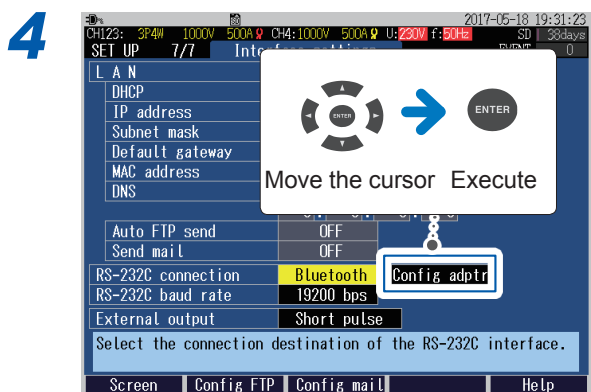 4
2017-05-18 19:31:23
CH123: 3P4W 1000V 500A CH4:1000V 500A U:230V f:50Hz SD 38days
SET UP 7/7 Interface settings EVENT 0
LAN
DHCP
IP address
Subnet mask
Default gateway
MAC address
DNS
ENTER
ENTER
Move the cursor Execute
Auto FTP send OFF
Send mail OFF
RS-232C connection Bluetooth Config adptr
RS-232C baud rate 19200 bps
External output Short pulse
Select the connection destination of the RS-232C interface.
Screen Config FTP Config mail Help